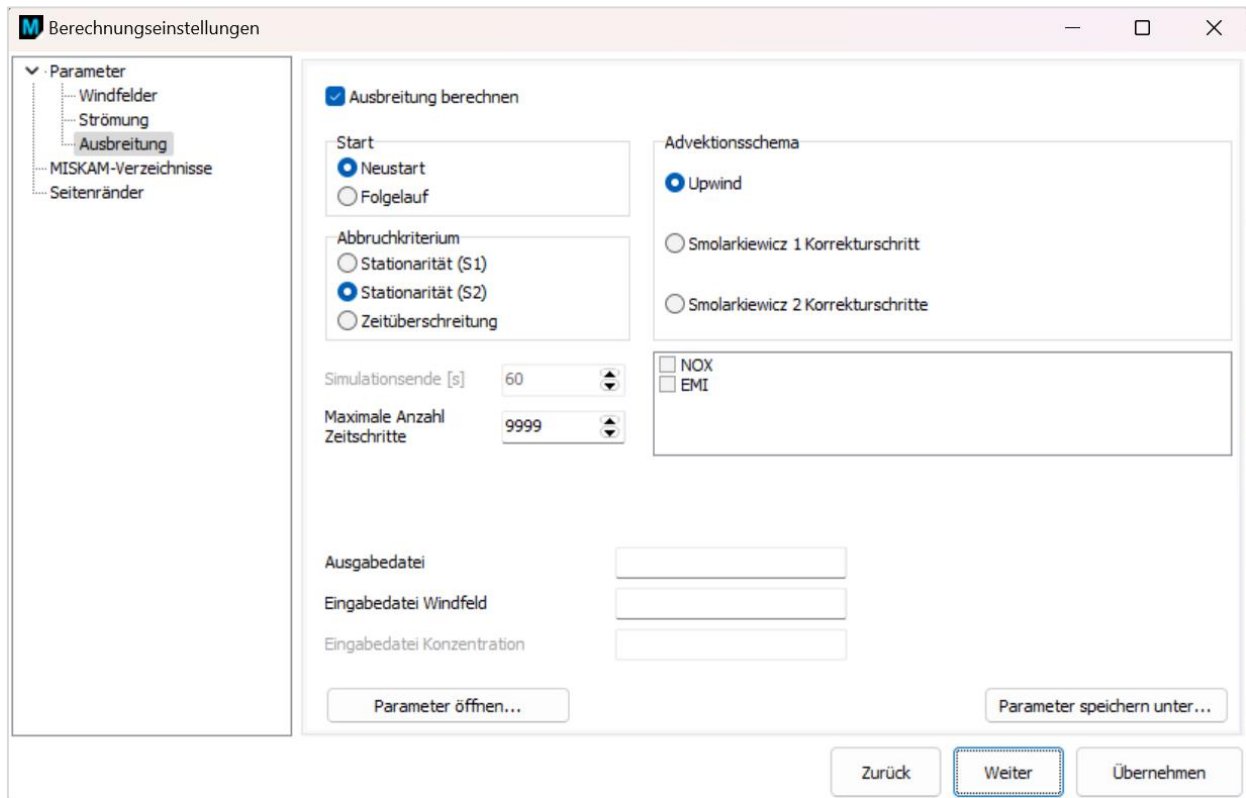 Berechnungseinstellungen
Parameter
Windfelder
Strömung
Ausbreitung
MISKAM-Verzeichnisse
Seitenränder
Ausbreitung berechnen
Start
Neustart
Folgelauf
Abbruchkriterium
Stationarität (S1)
Stationarität (S2)
Zeitüberschreitung
Advektionsschema
Upwind
Smolarkiewicz 1 Korrekturschritt
Smolarkiewicz 2 Korrekturschritte
Simulationsende [s] 60
Maximale Anzahl
Zeitschritte 9999
NOX
EMI
Ausgabedatei
Eingabedatei Windfeld
Eingabedatei Konzentration
Parameter öffnen... Parameter speichern unter...
Zurück Weiter Übernehmen